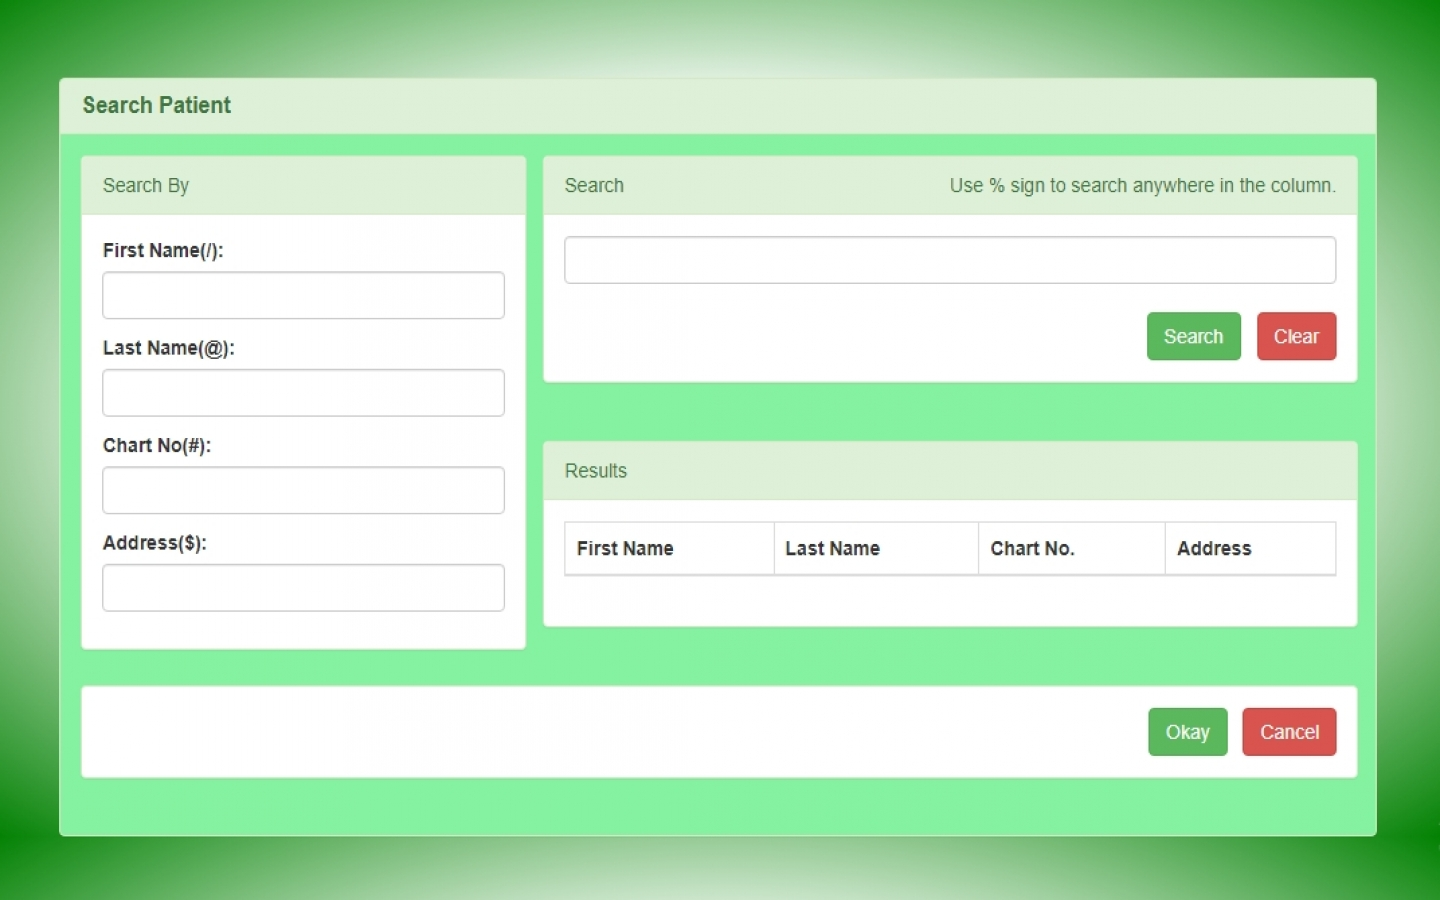 Search Patient
Search By
First Name(/):
Last Name(@):
Chart No(#):
Address($):
Search
Use % sign to search anywhere in the column.
Search
Clear
Results
First Name
Last Name
Chart No.
Address
Okay
Cancel